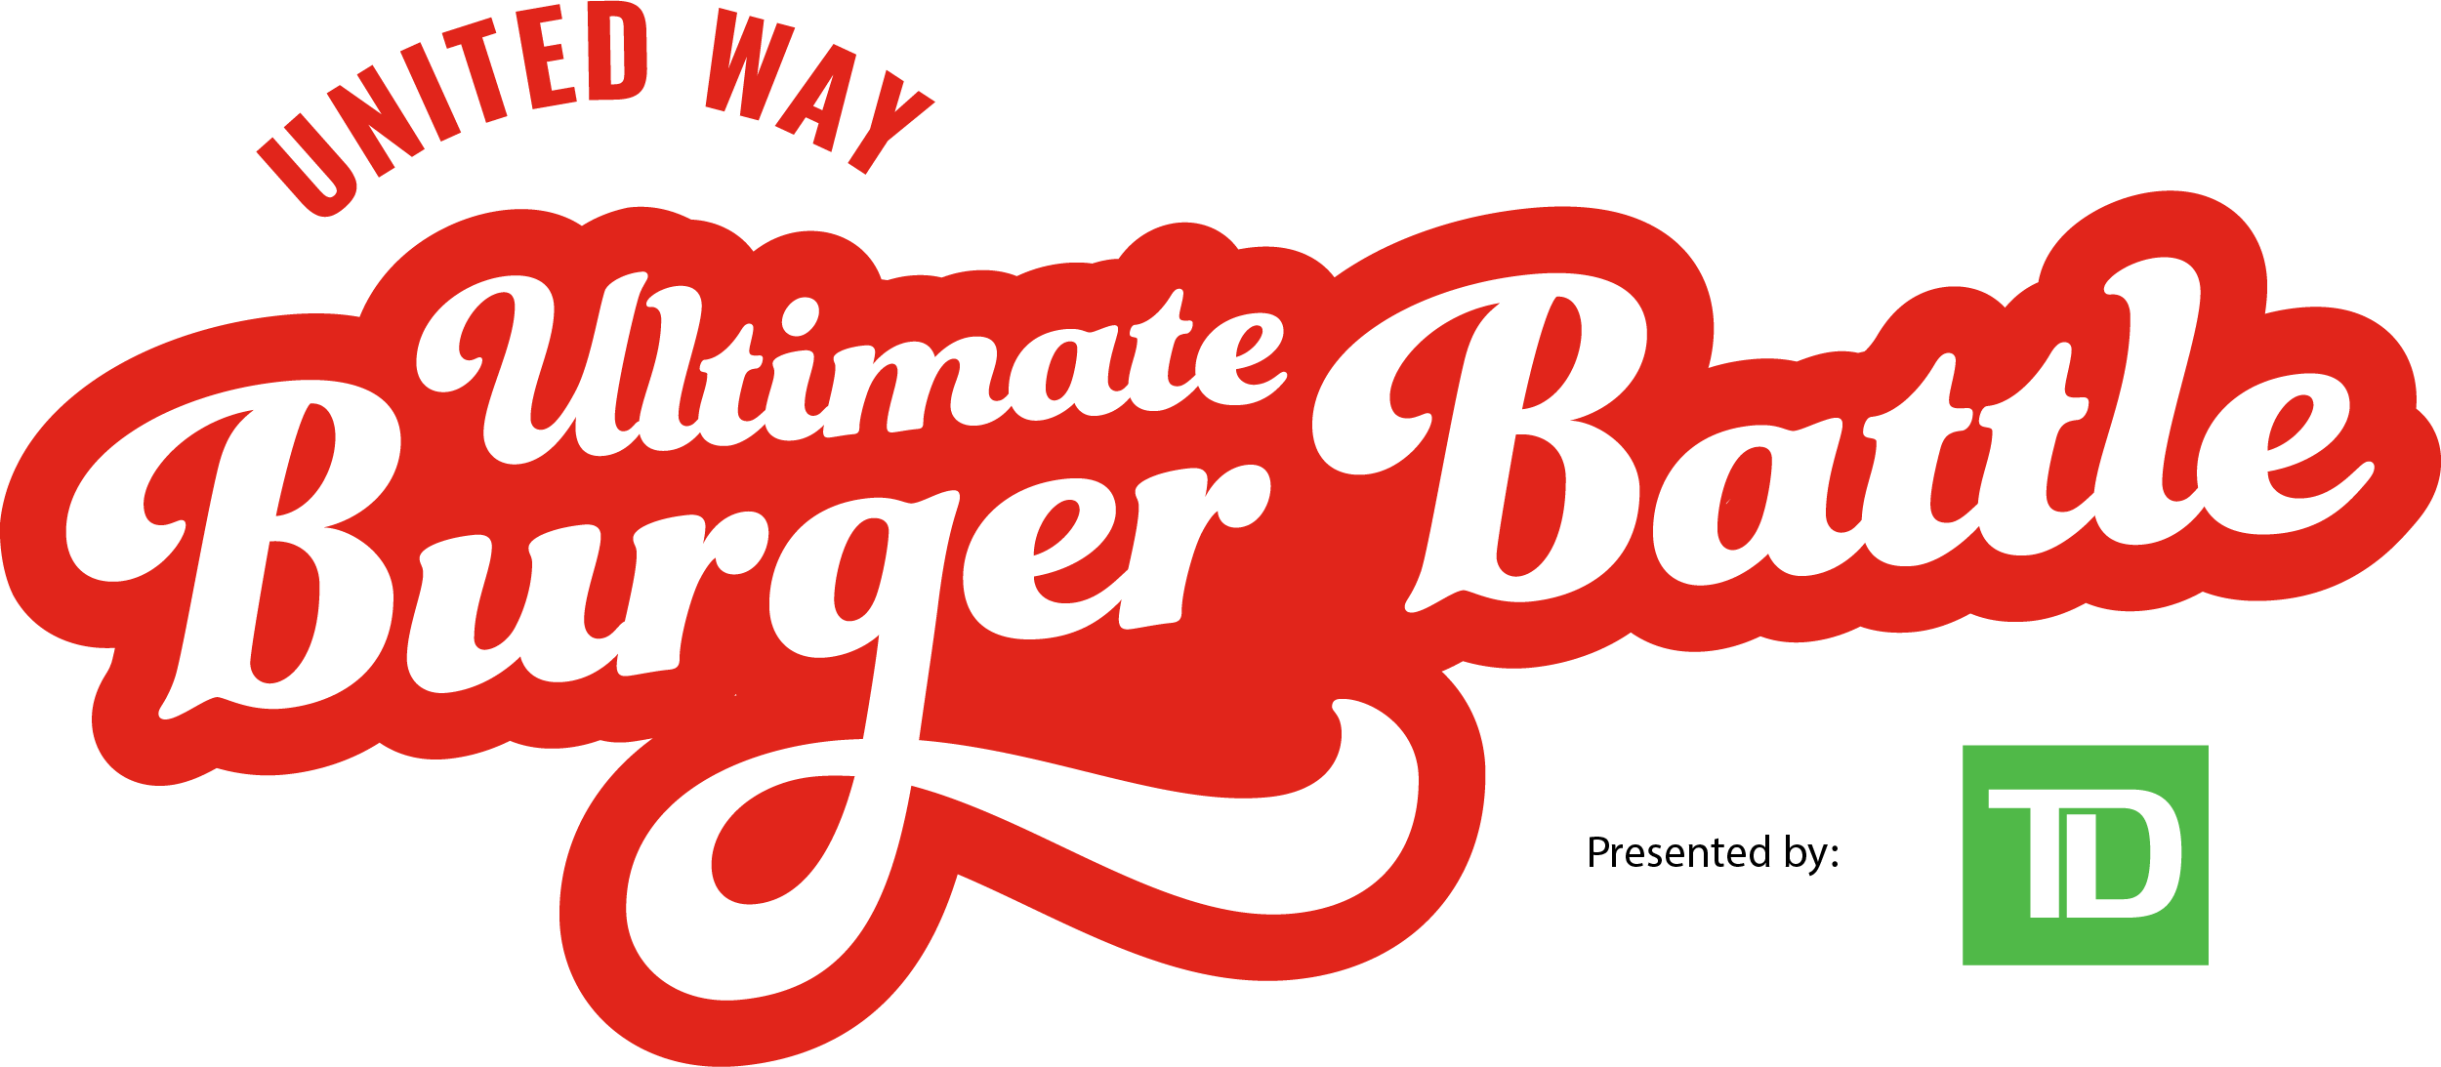 UNITED WAY
Ultimate
Burger Battle
Presented by: TD